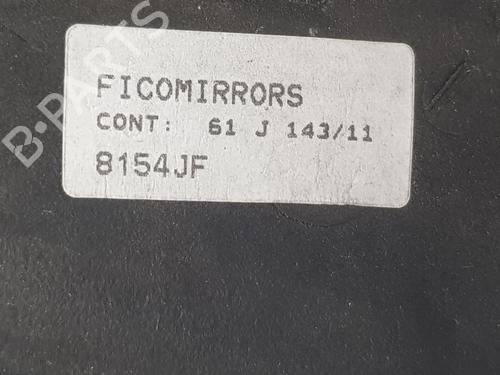 B-PARTS
FICOMIRRORS
CONT: 61 J 143/11
8154JF